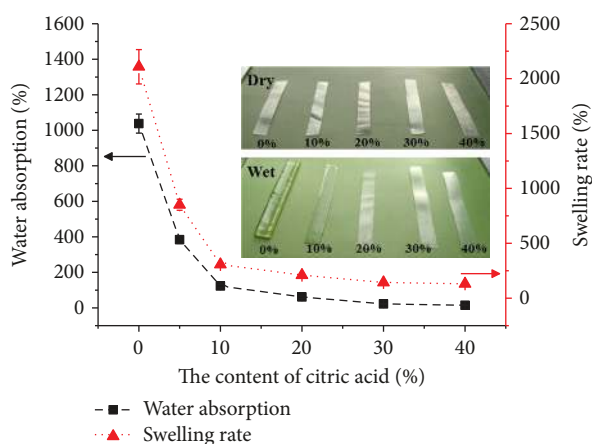 1600
1400
1200
1000
800
600
400
200
0
Water absorption (%)
2500
2000
1500
1000
500
0
Swelling rate (%)
Dry
0% 10% 20% 30% 40%
Wet
0% 10% 20% 30% 40%
0 10 20 30 40
The content of citric acid (%)
Water absorption
Swelling rate